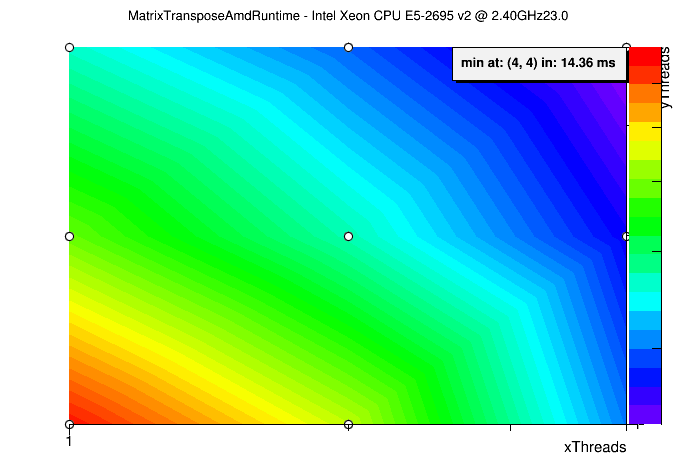 MatrixTransposeAmdRuntime - Intel Xeon CPU E5-2695 v2 @ 2.40GHz23.0
min at: (4, 4) in: 14.36 ms
yThreads
1
xThreads